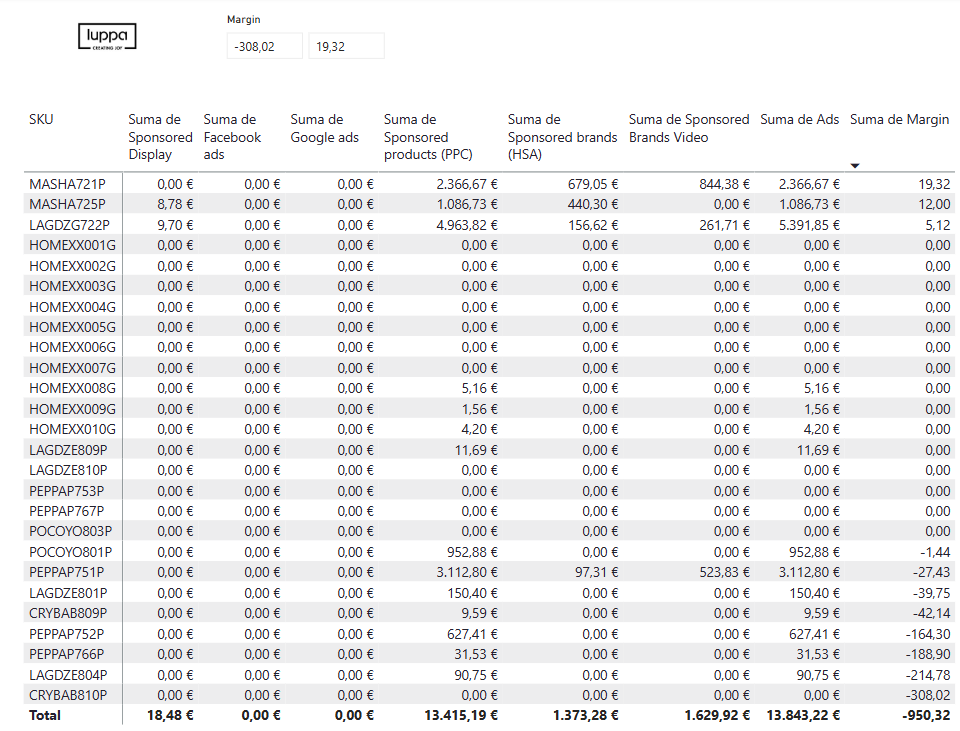 luppa
CREATING JOY
Margin
-308,02 19,32
SKU Suma de Sponsored Display Suma de Facebook ads Suma de Google ads Suma de Sponsored products (PPC) Suma de Sponsored brands (HSA) Suma de Sponsored Brands Video Suma de Ads Suma de Margin
MASHA721P 0,00 € 0,00 € 0,00 € 2.366,67 € 679,05 € 844,38 € 2.366,67 € 19,32
MASHA725P 8,78 € 0,00 € 0,00 € 1.086,73 € 440,30 € 0,00 € 1.086,73 € 12,00
LAGDZG722P 9,70 € 0,00 € 0,00 € 4.963,82 € 156,62 € 261,71 € 5.391,85 € 5,12
HOMEXX001G 0,00 € 0,00 € 0,00 € 0,00 € 0,00 € 0,00 € 0,00 € 0,00
HOMEXX002G 0,00 € 0,00 € 0,00 € 0,00 € 0,00 € 0,00 € 0,00 € 0,00
HOMEXX003G 0,00 € 0,00 € 0,00 € 0,00 € 0,00 € 0,00 € 0,00 € 0,00
HOMEXX004G 0,00 € 0,00 € 0,00 € 0,00 € 0,00 € 0,00 € 0,00 € 0,00
HOMEXX005G 0,00 € 0,00 € 0,00 € 0,00 € 0,00 € 0,00 € 0,00 € 0,00
HOMEXX006G 0,00 € 0,00 € 0,00 € 0,00 € 0,00 € 0,00 € 0,00 € 0,00
HOMEXX007G 0,00 € 0,00 € 0,00 € 0,00 € 0,00 € 0,00 € 0,00 € 0,00
HOMEXX008G 0,00 € 0,00 € 0,00 € 5,16 € 0,00 € 0,00 € 5,16 € 0,00
HOMEXX009G 0,00 € 0,00 € 0,00 € 1,56 € 0,00 € 0,00 € 1,56 € 0,00
HOMEXX010G 0,00 € 0,00 € 0,00 € 4,20 € 0,00 € 0,00 € 4,20 € 0,00
LAGDZE809P 0,00 € 0,00 € 0,00 € 11,69 € 0,00 € 0,00 € 11,69 € 0,00
LAGDZE810P 0,00 € 0,00 € 0,00 € 0,00 € 0,00 € 0,00 € 0,00 € 0,00
PEPPAP753P 0,00 € 0,00 € 0,00 € 0,00 € 0,00 € 0,00 € 0,00 € 0,00
PEPPAP767P 0,00 € 0,00 € 0,00 € 0,00 € 0,00 € 0,00 € 0,00 € 0,00
POCOYO803P 0,00 € 0,00 € 0,00 € 0,00 € 0,00 € 0,00 € 0,00 € 0,00
POCOYO801P 0,00 € 0,00 € 0,00 € 952,88 € 0,00 € 0,00 € 952,88 € -1,44
PEPPAP751P 0,00 € 0,00 € 0,00 € 3.112,80 € 97,31 € 523,83 € 3.112,80 € -27,43
LAGDZE801P 0,00 € 0,00 € 0,00 € 150,40 € 0,00 € 0,00 € 150,40 € -39,75
CRYBAB809P 0,00 € 0,00 € 0,00 € 9,59 € 0,00 € 0,00 € 9,59 € -42,14
PEPPAP752P 0,00 € 0,00 € 0,00 € 627,41 € 0,00 € 0,00 € 627,41 € -164,30
PEPPAP766P 0,00 € 0,00 € 0,00 € 31,53 € 0,00 € 0,00 € 31,53 € -188,90
LAGDZE804P 0,00 € 0,00 € 0,00 € 90,75 € 0,00 € 0,00 € 90,75 € -214,78
CRYBAB810P 0,00 € 0,00 € 0,00 € 0,00 € 0,00 € 0,00 € 0,00 € -308,02
Total 18,48 € 0,00 € 0,00 € 13.415,19 € 1.373,28 € 1.629,92 € 13.843,22 € -950,32